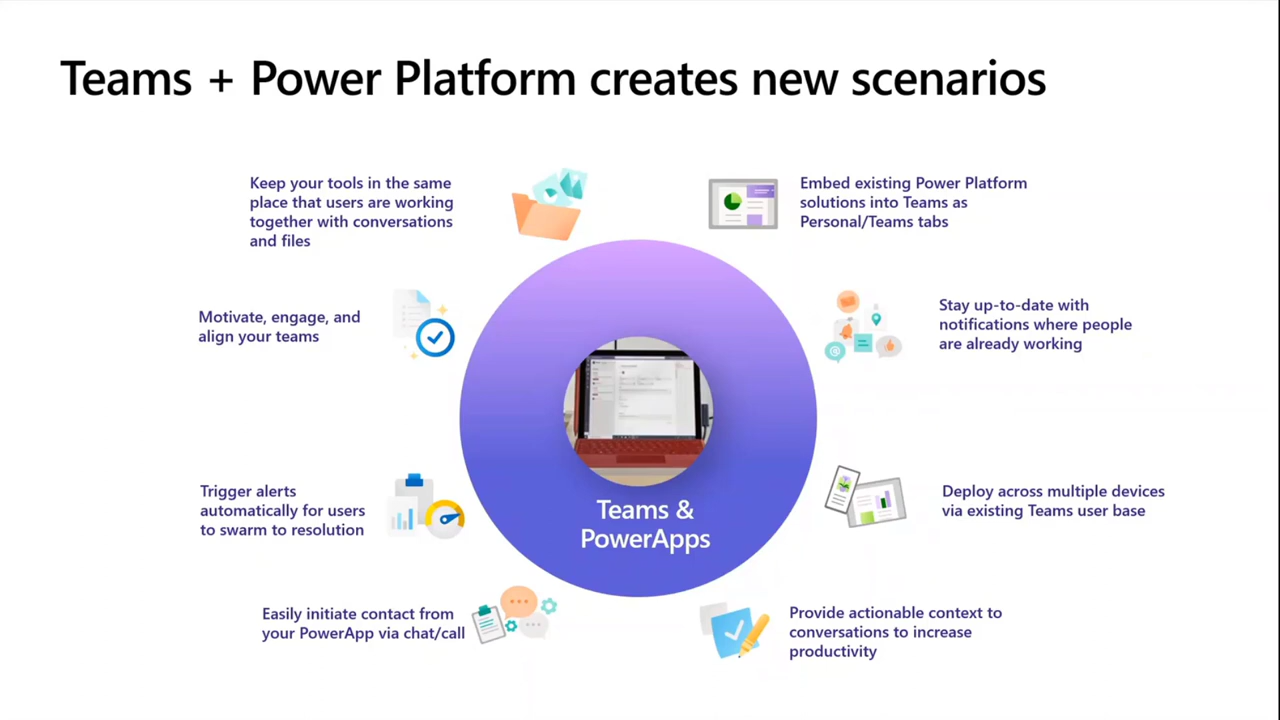 Teams + Power Platform creates new scenarios
Keep your tools in the same
place that users are working
together with conversations
and files
Embed existing Power Platform
solutions into Teams as
Personal/Teams tabs
Motivate, engage, and
align your teams
Stay up-to-date with
notifications where people
are already working
Trigger alerts
automatically for users
to swarm to resolution
Deploy across multiple devices
via existing Teams user base
Teams &
PowerApps
Easily initiate contact from
your PowerApp via chat/call
Provide actionable context to
conversations to increase
productivity